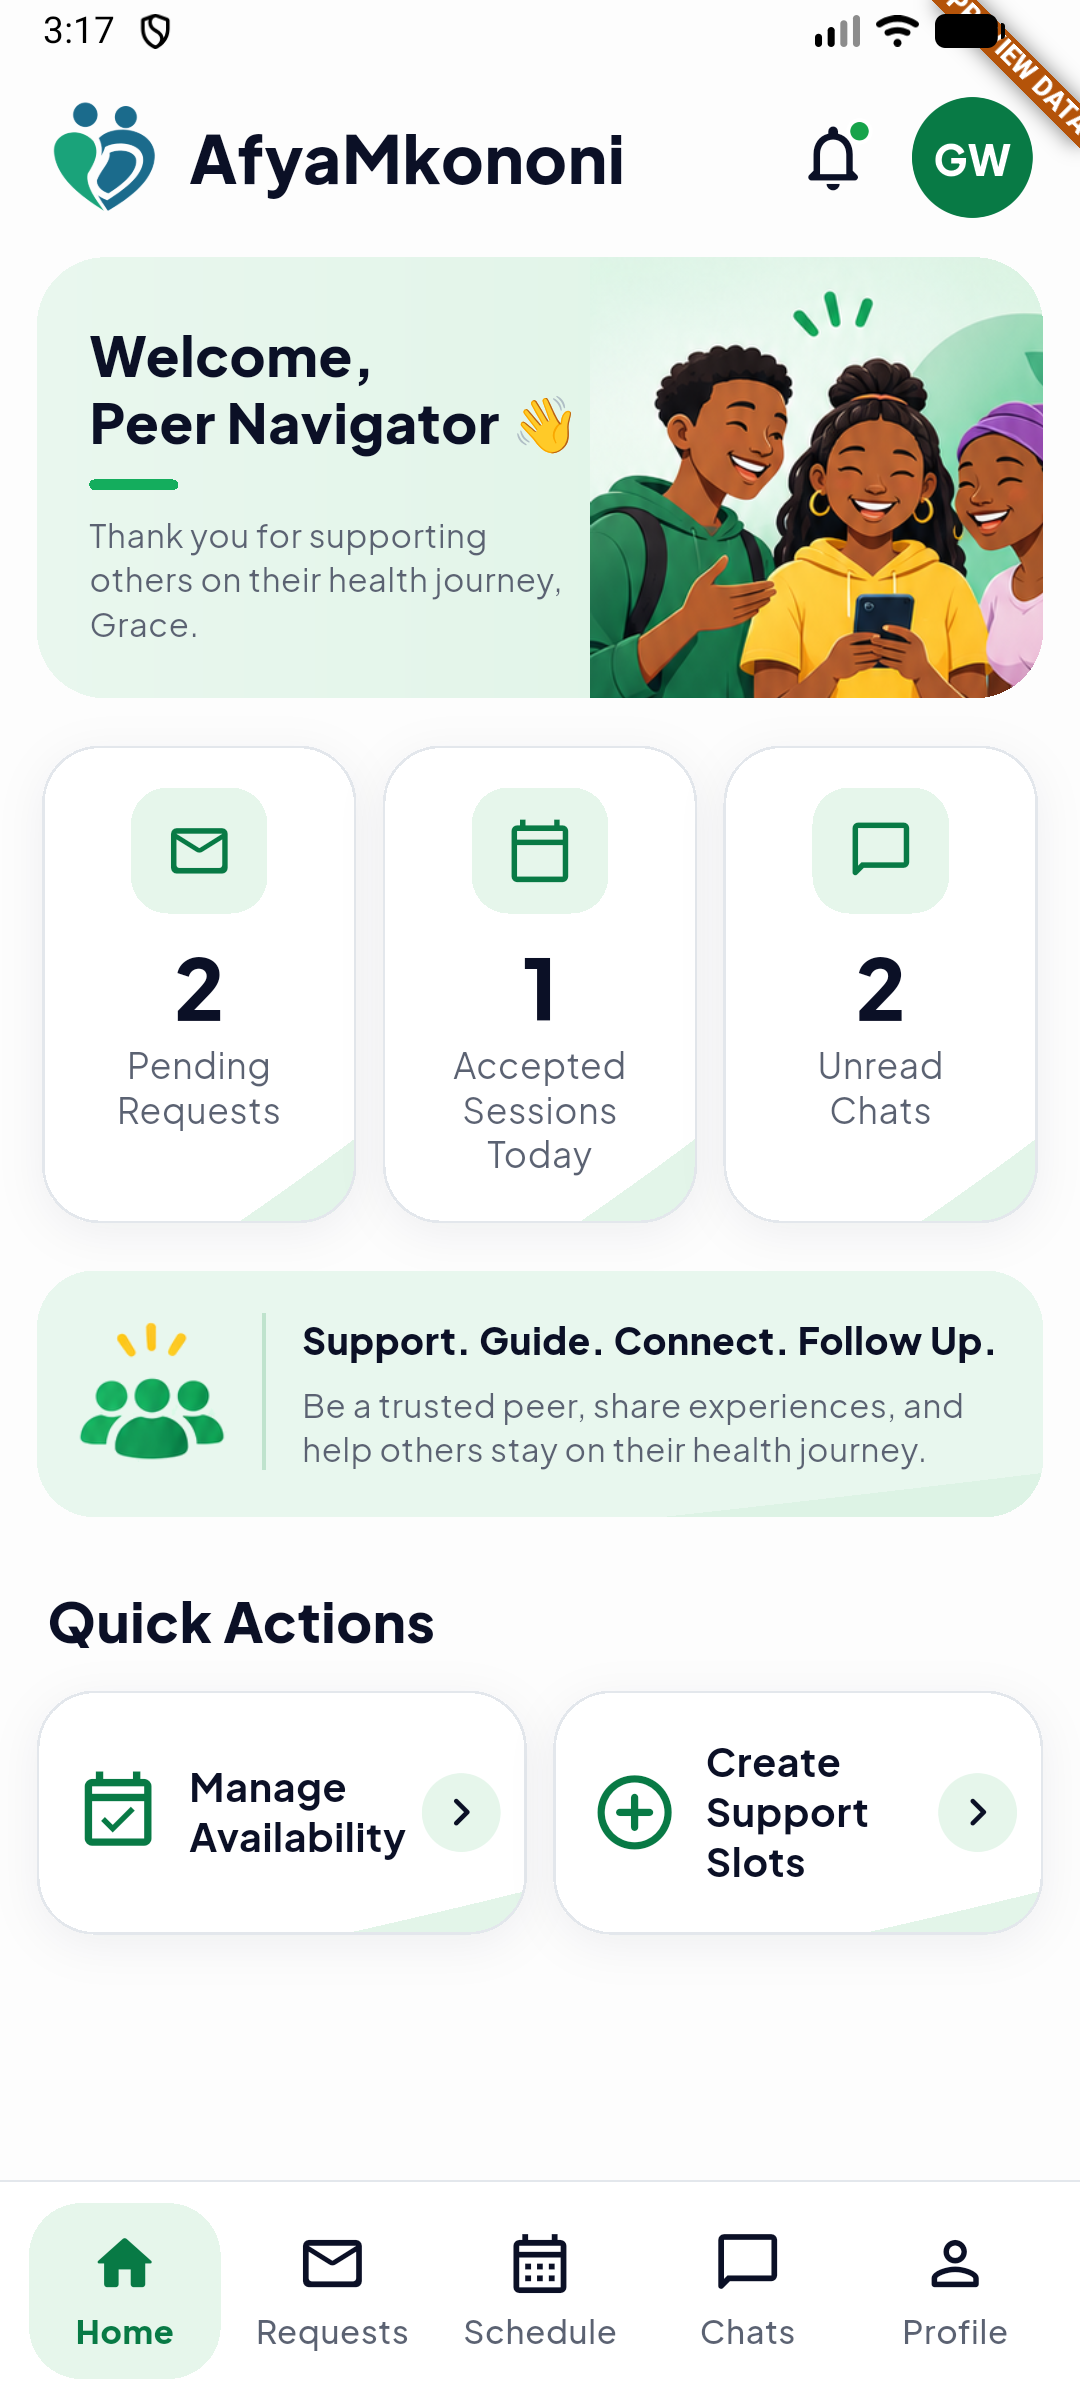 3:17
AfyaMkononi
GW
Welcome,
Peer Navigator 👋
Thank you for supporting
others on their health journey,
Grace.
2
Pending
Requests
1
Accepted
Sessions
Today
2
Unread
Chats
Support. Guide. Connect. Follow Up.
Be a trusted peer, share experiences, and
help others stay on their health journey.
Quick Actions
Manage
Availability
Create
Support
Slots
Home
Requests
Schedule
Chats
Profile